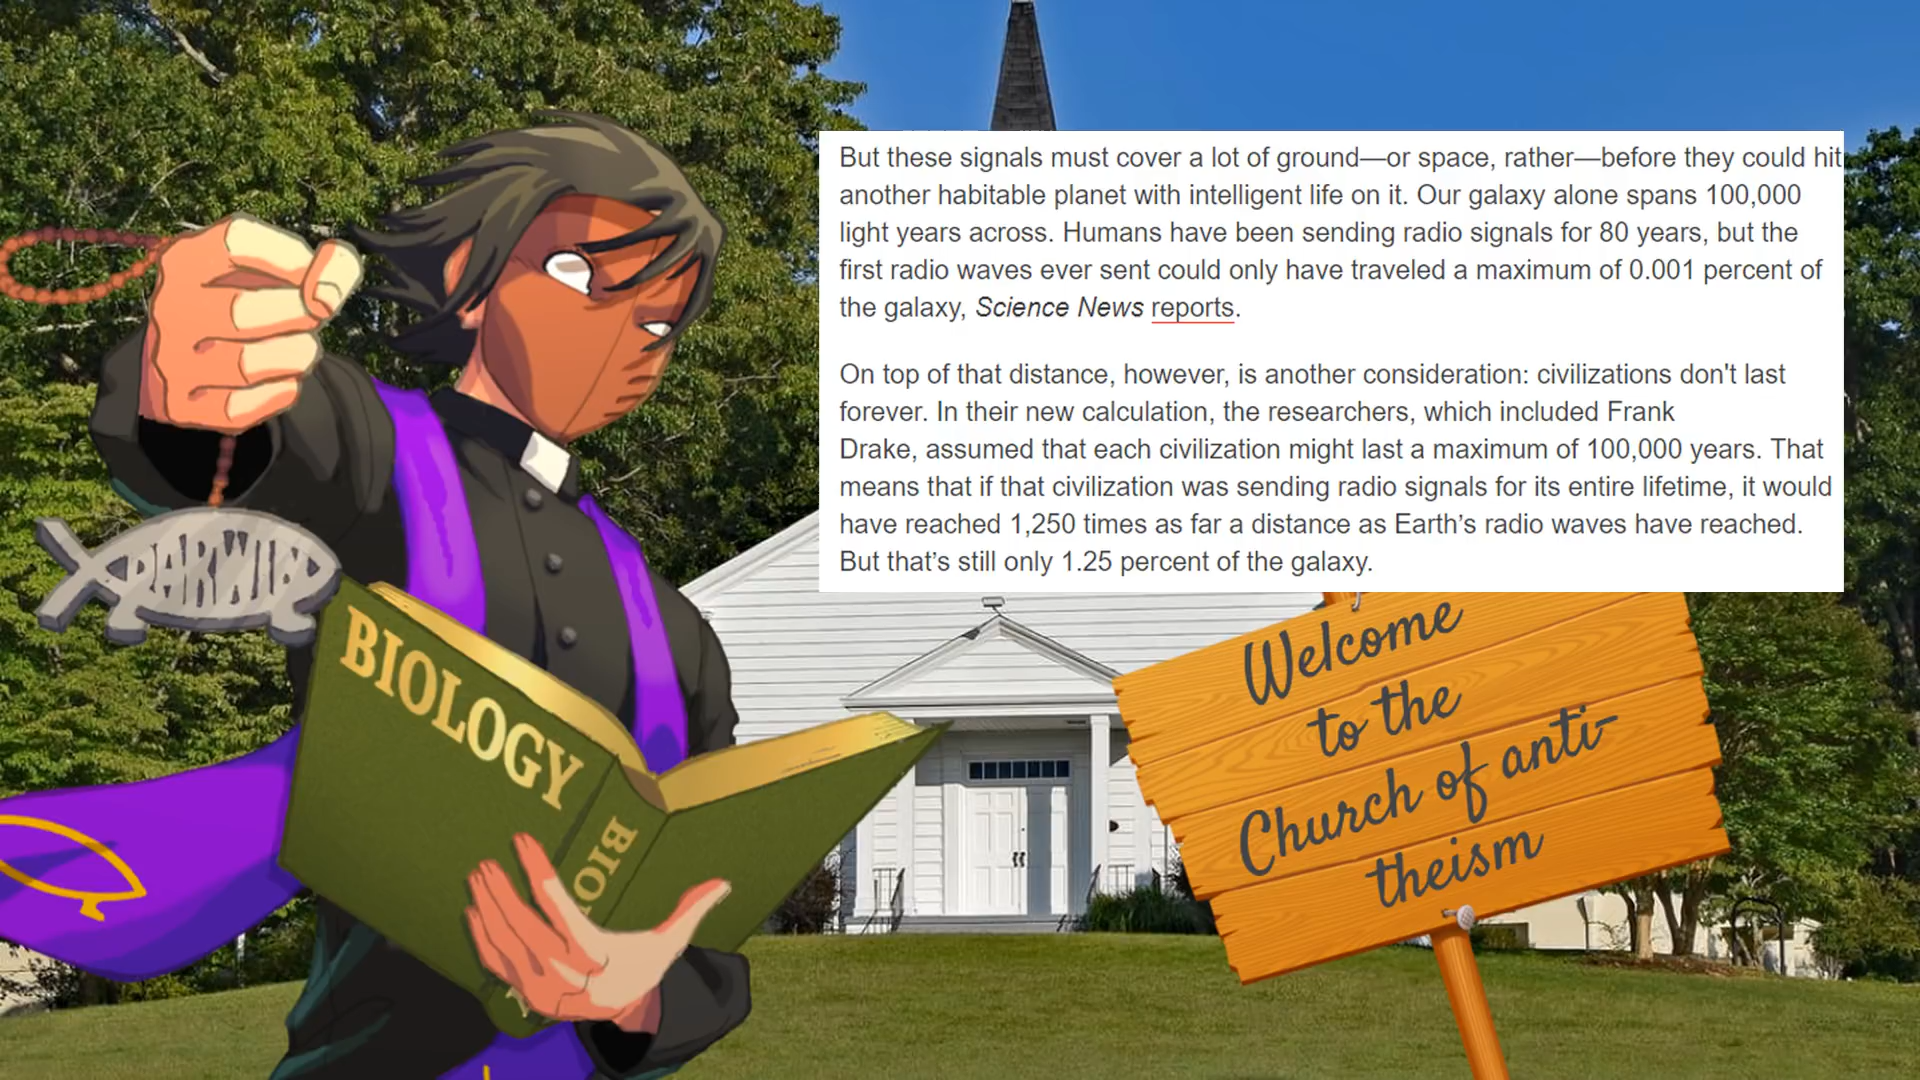 But these signals must cover a lot of ground—or space, rather—before they could hit
another habitable planet with intelligent life on it. Our galaxy alone spans 100,000
light years across. Humans have been sending radio signals for 80 years, but the
first radio waves ever sent could only have traveled a maximum of 0.001 percent of
the galaxy, Science News reports.
On top of that distance, however, is another consideration: civilizations don't last
forever. In their new calculation, the researchers, which included Frank
Drake, assumed that each civilization might last a maximum of 100,000 years. That
means that if that civilization was sending radio signals for its entire lifetime, it would
have reached 1,250 times as far a distance as Earth’s radio waves have reached.
But that’s still only 1.25 percent of the galaxy.
DARWIN
BIOLOGY
BIO
Welcome
to the
Church of anti-
theism